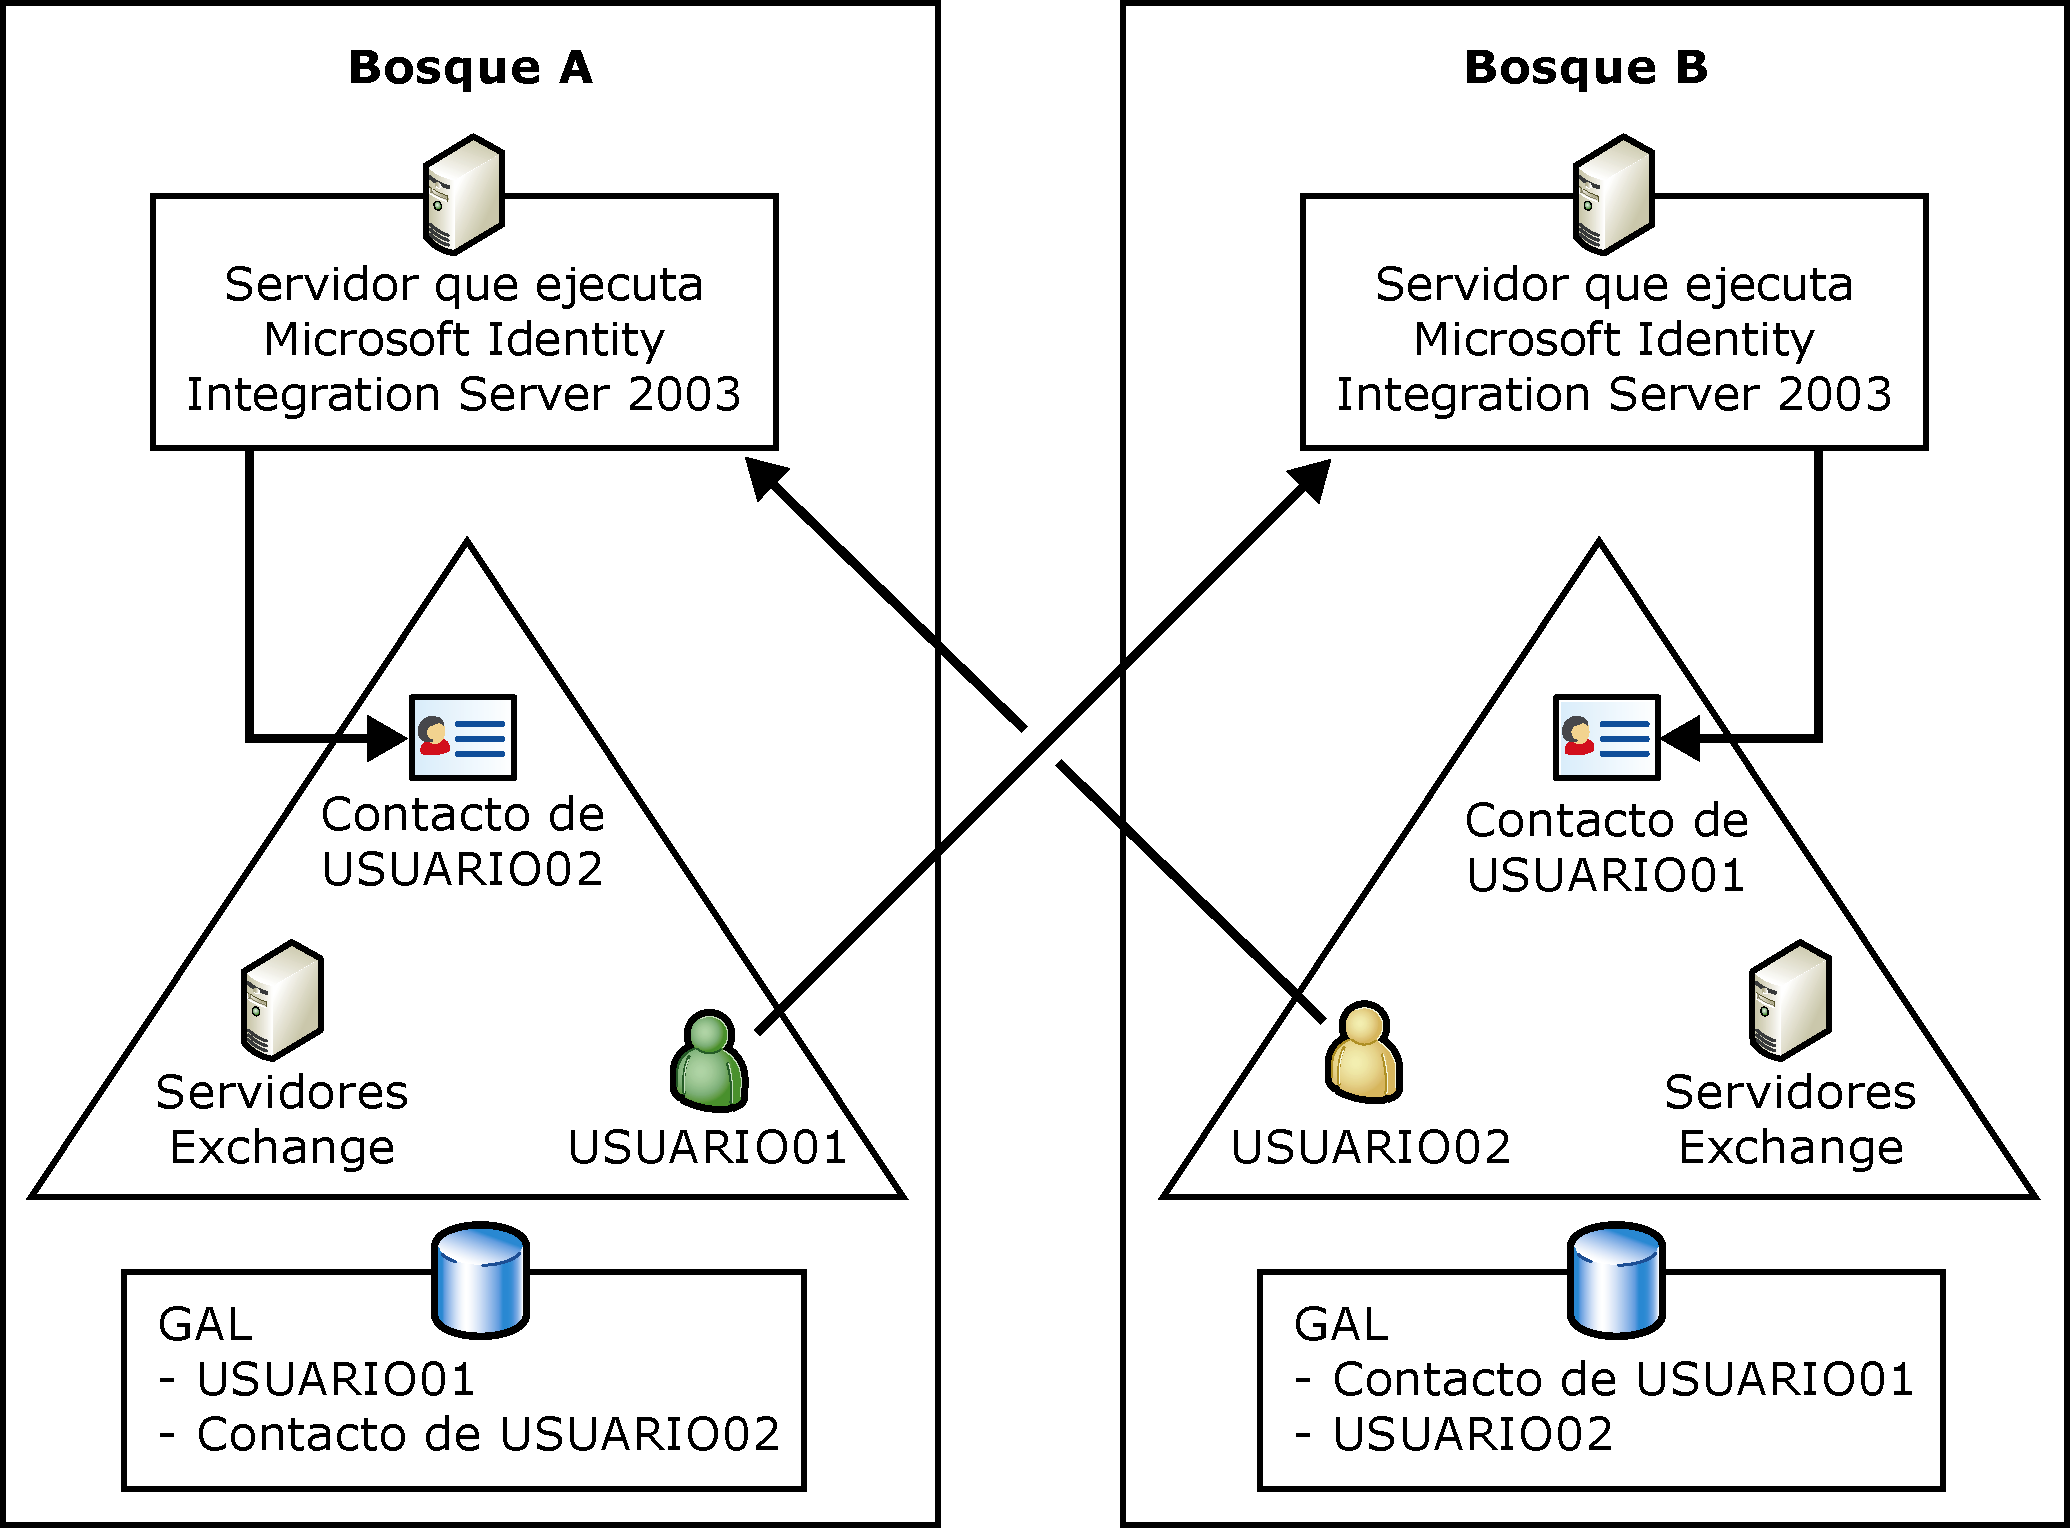 Bosque A
Servidor que ejecuta
Microsoft Identity
Integration Server 2003
Contacto de
USUARIO02
Servidores
Exchange
USUARIO01
GAL
- USUARIO01
- Contacto de USUARIO02
Bosque B
Servidor que ejecuta
Microsoft Identity
Integration Server 2003
Contacto de
USUARIO01
USUARIO02
Servidores
Exchange
GAL
- Contacto de USUARIO01
- USUARIO02